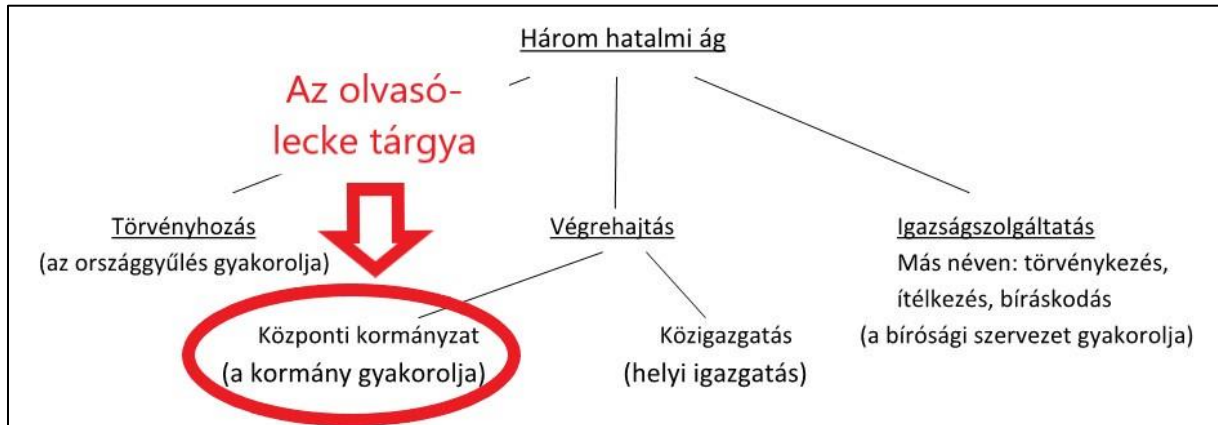 Három hatalmi ág
Az olvasó-
lecke tárgya
Törvényhozás
(az országgyűlés gyakorolja)
Végrehajtás
Igazságszolgáltatás
Más néven: törvénykezés,
ítélkezés, bíráskodás
(a bírósági szervezet gyakorolja)
Központi kormányzat
(a kormány gyakorolja)
Közigazgatás
(helyi igazgatás)